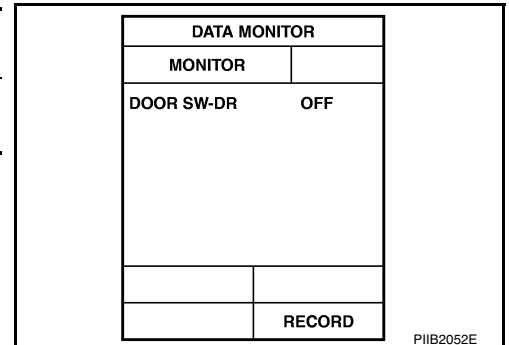 DATA MONITOR
MONITOR
DOOR SW-DR OFF
RECORD
PIIB2052E